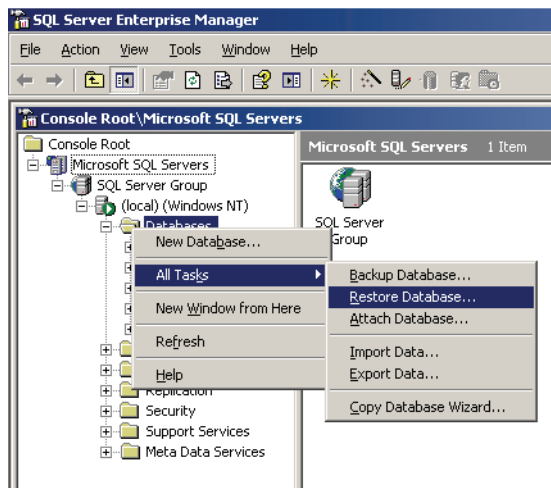 SQL Server Enterprise Manager
File Action View Tools Window Help
Console Root\Microsoft SQL Servers
Console Root
Microsoft SQL Servers
SQL Server Group
(local) (Windows NT)
Databases
Replication
Security
Support Services
Meta Data Services
Microsoft SQL Servers 1 Item
SQL Server
Group
New Database...
All Tasks
New Window from Here
Refresh
Help
Backup Database...
Restore Database...
Attach Database...
Import Data...
Export Data...
Copy Database Wizard...